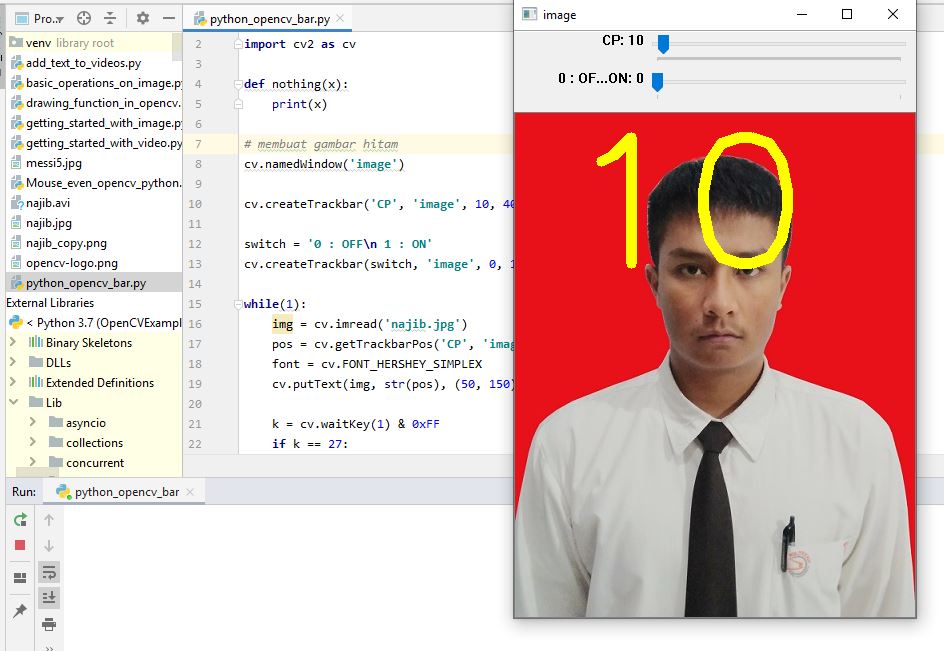 Pro...
python_opencv_bar.py
venv library root
add_text_to_videos.py
basic_operations_on_image.p
drawing_function_in_opencv.
getting_started_with_image.py
getting_started_with_video.py
messi5.jpg
Mouse_even_opencv_python.
najib.avi
najib.jpg
najib_copy.png
opencv-logo.png
python_opencv_bar.py
External Libraries
< Python 3.7 (OpenCVExampl
Binary Skeletons
DLLs
Extended Definitions
Lib
asyncio
collections
concurrent
2 import cv2 as cv
3
4 def nothing(x):
5 print(x)
6
7 # membuat gambar hitam
8 cv.namedWindow('image')
9
10 cv.createTrackbar('CP', 'image', 10, 40
11
12 switch = '0 : OFF\n 1 : ON'
13 cv.createTrackbar(switch, 'image', 0, 1
14
15 while(1):
16 img = cv.imread('najib.jpg')
17 pos = cv.getTrackbarPos('CP', 'imag
18 font = cv.FONT_HERSHEY_SIMPLEX
19 cv.putText(img, str(pos), (50, 150)
20
21 k = cv.waitKey(1) & 0xFF
22 if k == 27:
image
CP: 10
0 : OF...ON: 0
10
Run:
python_opencv_bar